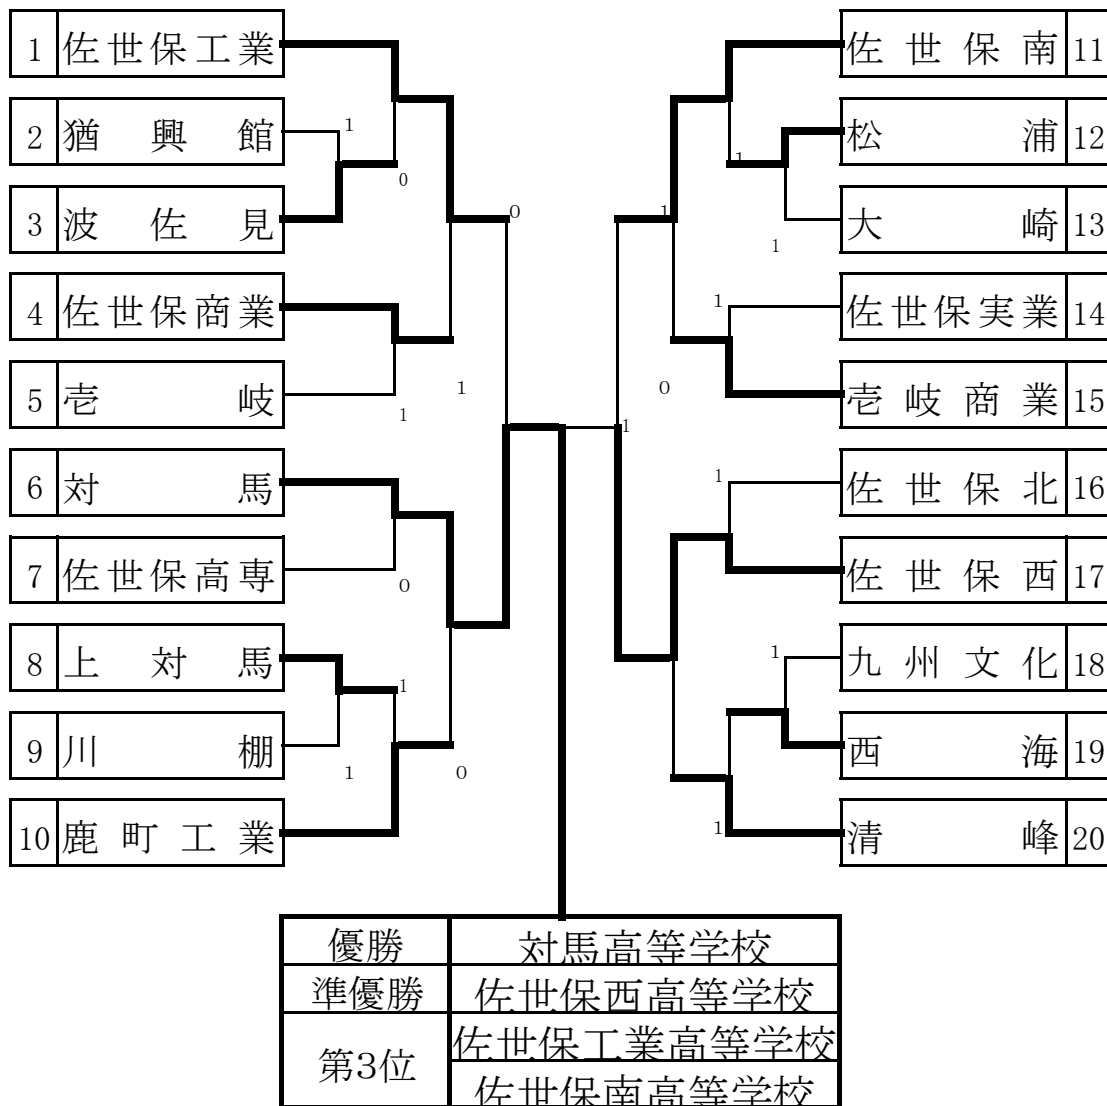 1 佐世保工業
2 猶興館
3 波佐見
4 佐世保商業
5 壱岐
6 対馬
7 佐世保高専
8 上対馬
9 川棚
10 鹿町工業
1
0
0
1
1
0
1
1
0
佐世保南 11
松浦 12
大崎 13
佐世保実業 14
壱岐商業 15
佐世保北 16
佐世保西 17
九州文化 18
西海 19
清峰 20
1
1
1
1
0
1
1
1
1
優勝 対馬高等学校
準優勝 佐世保西高等学校
第3位 佐世保工業高等学校
佐世保南高等学校